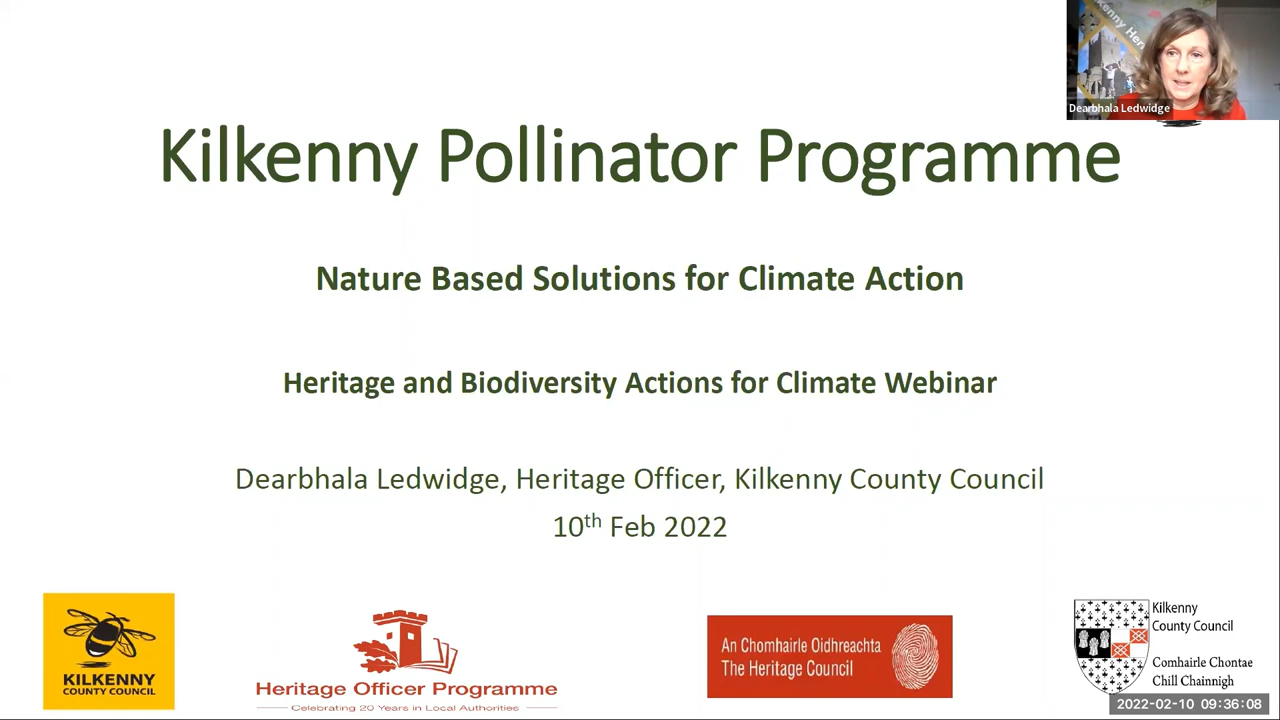 Kilkenny Her
Dearbhala Ledwidge
Kilkenny Pollinator Programme
Nature Based Solutions for Climate Action
Heritage and Biodiversity Actions for Climate Webinar
Dearbhala Ledwidge, Heritage Officer, Kilkenny County Council
10th Feb 2022
KILKENNY
COUNTY COUNCIL
Heritage Officer Programme
Celebrating 20 Years in Local Authorities
An Chomhairle Oidhreachta
The Heritage Council
Kilkenny
County Council
Comhairle Chontae
Chill Chainnigh
2022-02-10 09:36:08